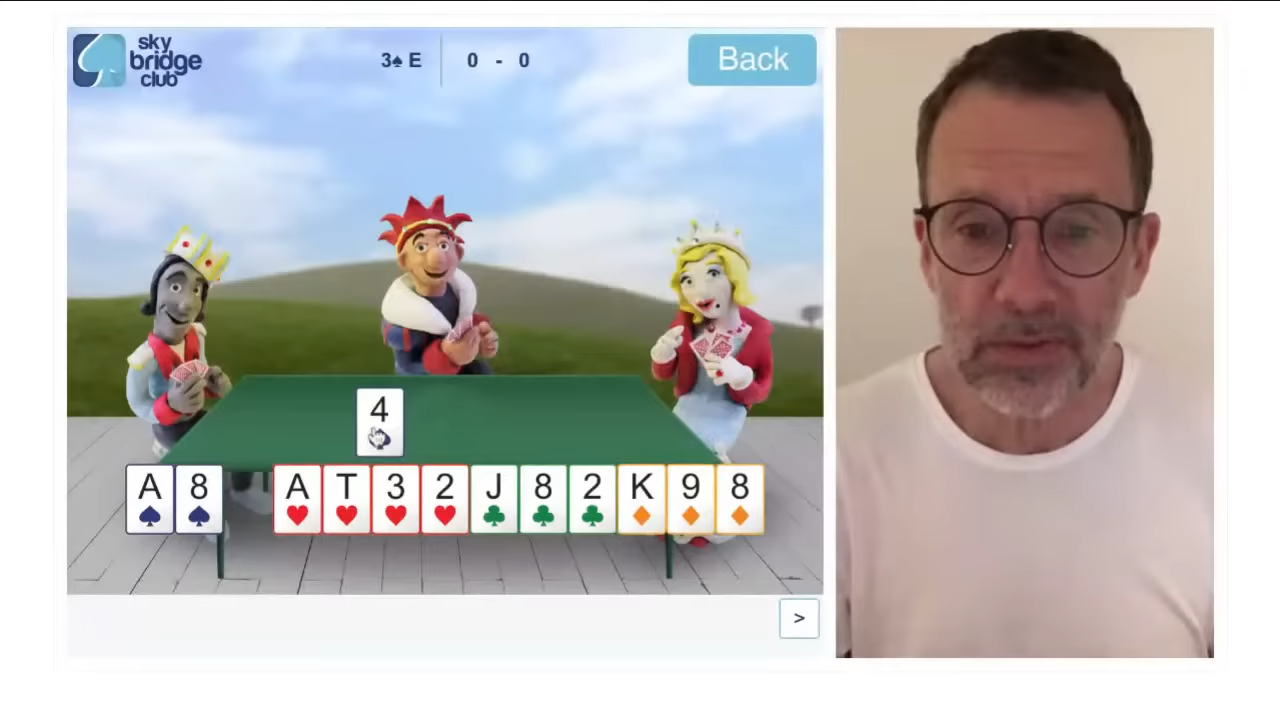 sky
bridge
club
3♠ E
0 - 0
Back
4
A 8 A T 3 2 J 8 2 K 9 8
♠ ♠ ♥ ♥ ♥ ♥ ♣ ♣ ♣ ♦ ♦ ♦
>